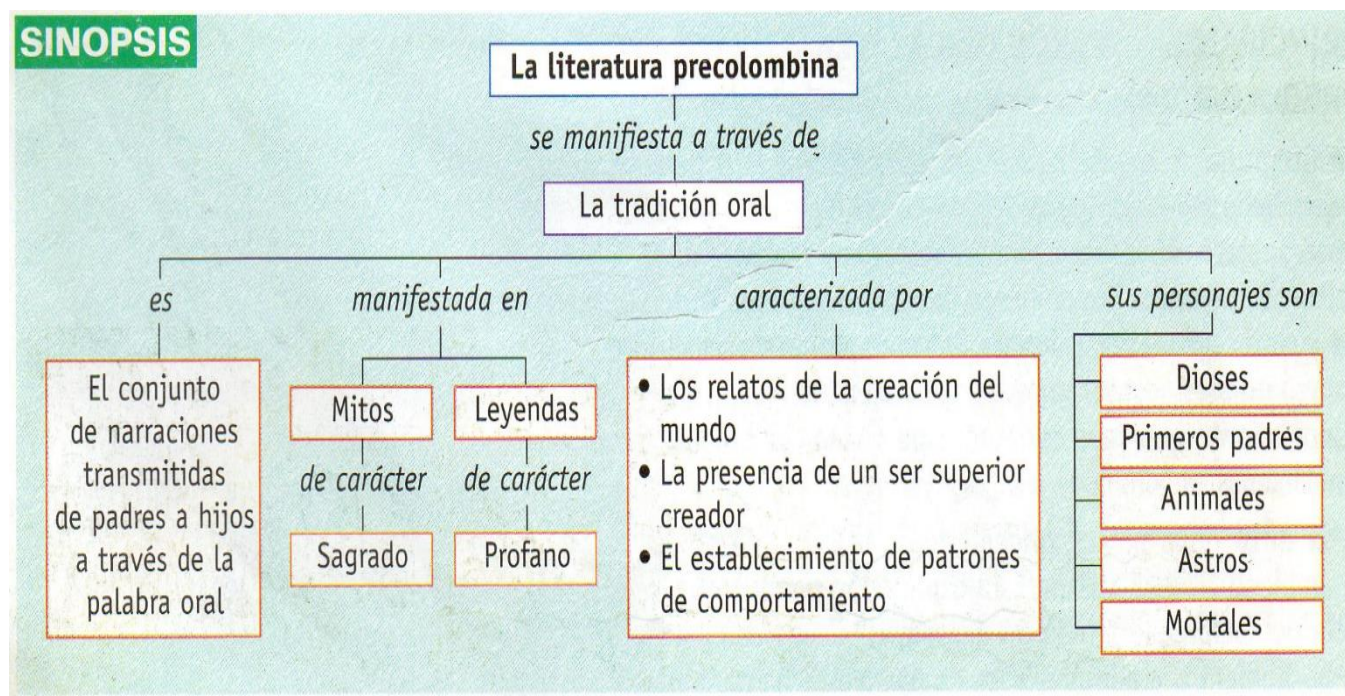 SINOPSIS
La literatura precolombina
se manifiesta a través de
La tradición oral
es
El conjunto
de narraciones
transmitidas
de padres a hijos
a través de la
palabra oral
manifestada en
Mitos
de carácter
Sagrado
Leyendas
de carácter
Profano
caracterizada por
• Los relatos de la creación del
mundo
• La presencia de un ser superior
creador
• El establecimiento de patrones
de comportamiento
sus personajes son
Dioses
Primeros padres
Animales
Astros
Mortales